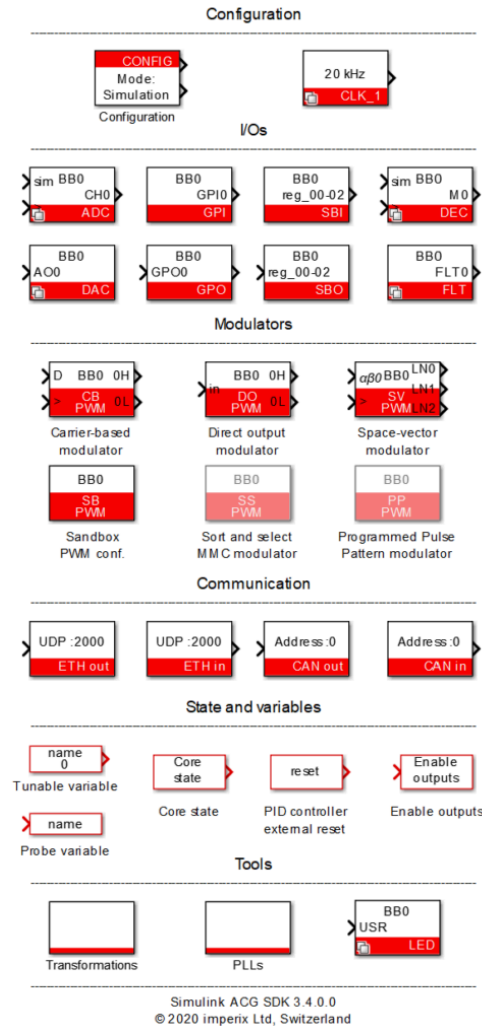 Configuration
CONFIG
Mode:
Simulation
Configuration
20 kHz
CLK_1
I/Os
sim BB0
CH0
ADC
BB0
GPI0
GPI
BB0
reg_00-02
SBI
sim BB0
M0
DEC
BB0
AO0
DAC
BB0
GPO0
GPO
BB0
reg_00-02
SBO
BB0
FLT0
FLT
Modulators
D BB0 0H
> CB 0L
PWM
Carrier-based
modulator
BB0 0H
in DO 0L
PWM
Direct output
modulator
αβ0 BB0 LN0
> SV LN1
PWM LN2
Space-vector
modulator
BB0
SB
PWM
Sandbox
PWM conf.
BB0
SS
PWM
Sort and select
MMC modulator
BB0
PP
PWM
Programmed Pulse
Pattern modulator
Communication
UDP :2000
ETH out
UDP :2000
ETH in
Address:0
CAN out
Address:0
CAN in
State and variables
name
0
Tunable variable
name
Probe variable
Core
state
Core state
reset
PID controller
external reset
Enable
outputs
Enable outputs
Tools
Transformations
PLLs
BB0
USR
LED
Simulink ACG SDK 3.4.0.0
© 2020 imperix Ltd, Switzerland